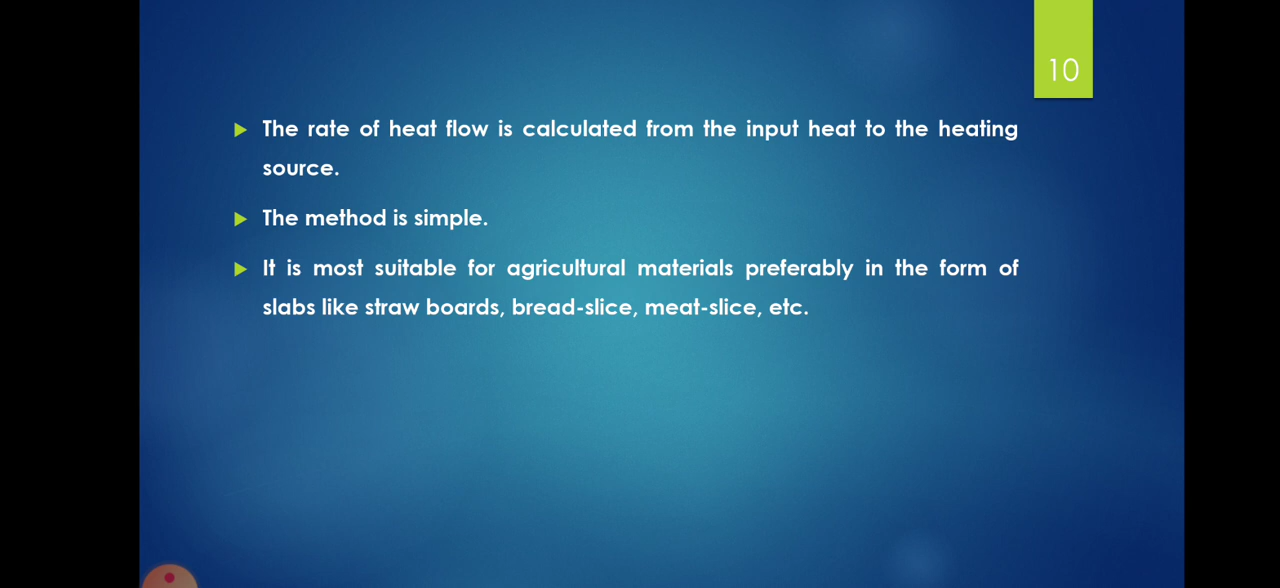 10
The rate of heat flow is calculated from the input heat to the heating
source.
The method is simple.
It is most suitable for agricultural materials preferably in the form of
slabs like straw boards, bread-slice, meat-slice, etc.